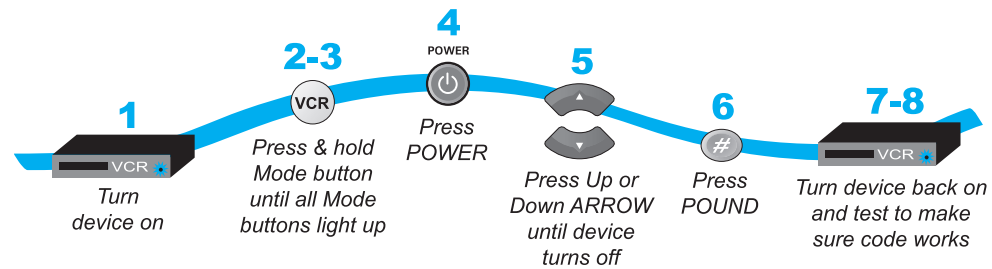 1
VCR
Turn
device on
2-3
VCR
Press & hold
Mode button
until all Mode
buttons light up
4
POWER
Press
POWER
5
Press Up or
Down ARROW
until device
turns off
6
#
Press
POUND
7-8
VCR
Turn device back on
and test to make
sure code works